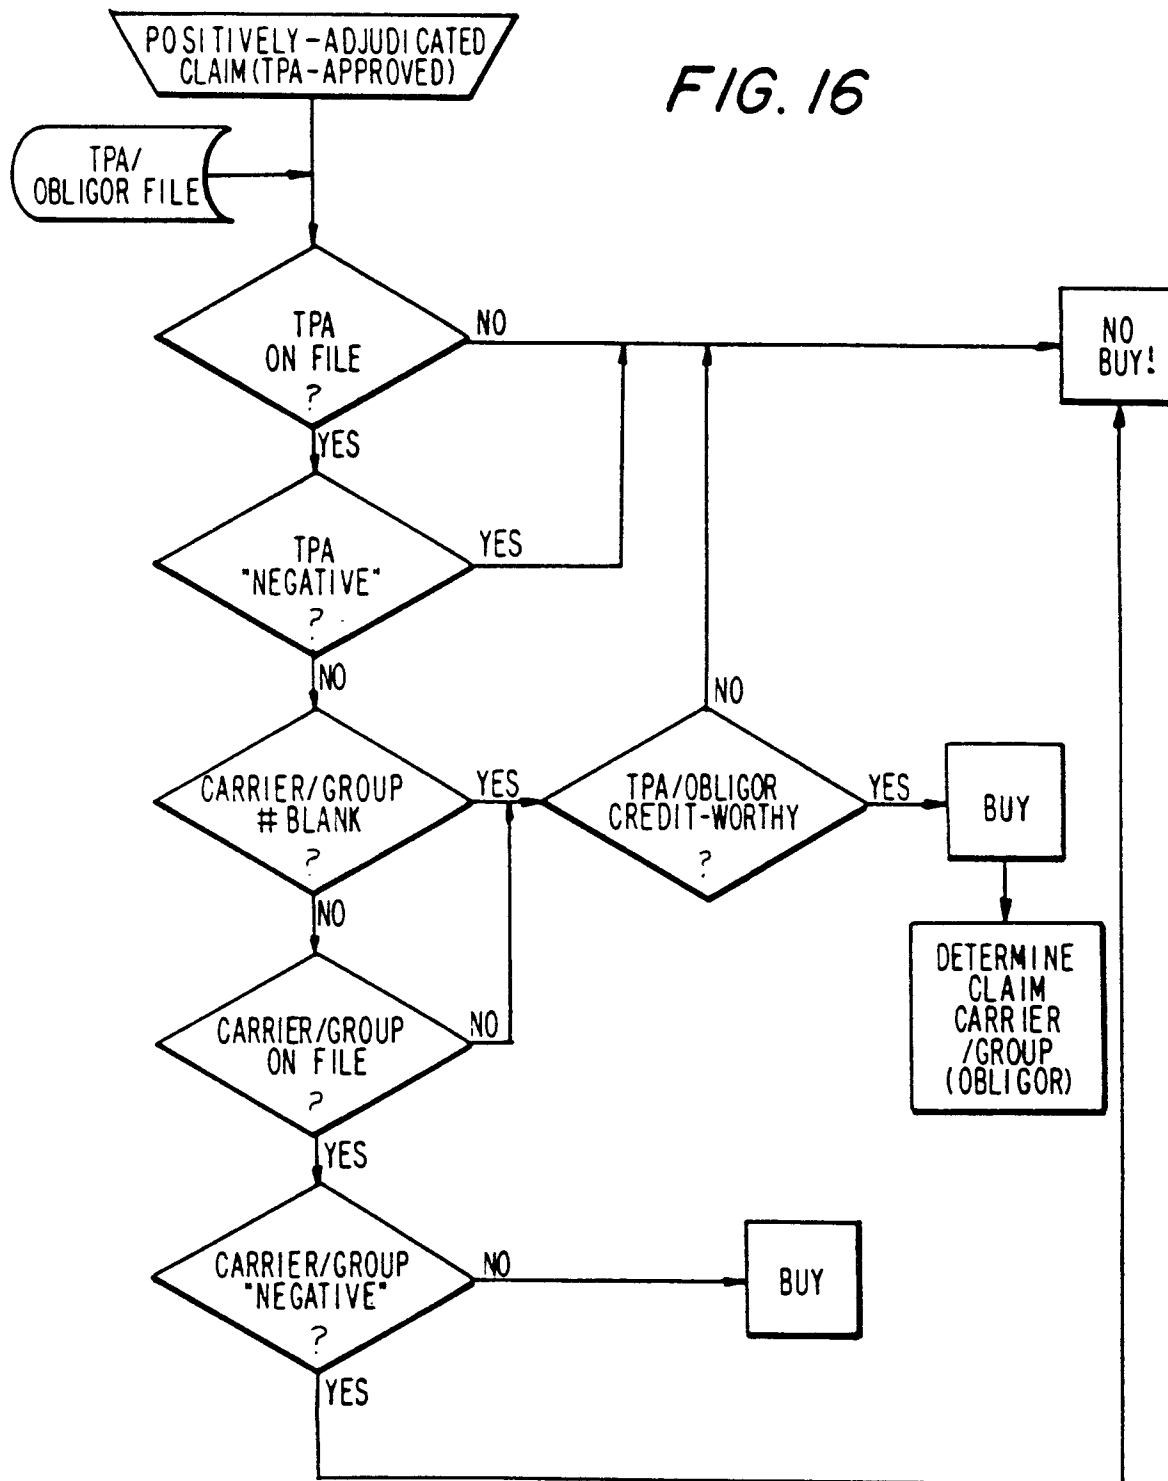 POSITIVELY-ADJUDICATED
CLAIM(TPA-APPROVED)
FIG. 16
TPA/
OBLIGOR FILE
TPA
ON FILE
?
NO
NO
BUY!
YES
TPA
"NEGATIVE"
?
YES
NO
CARRIER/GROUP
# BLANK
?
YES
NO
TPA/OBLIGOR
CREDIT-WORTHY
?
YES
BUY
NO
DETERMINE
CLAIM
CARRIER
/GROUP
(OBLIGOR)
CARRIER/GROUP
ON FILE
?
NO
YES
CARRIER/GROUP
"NEGATIVE"
?
NO
BUY
YES